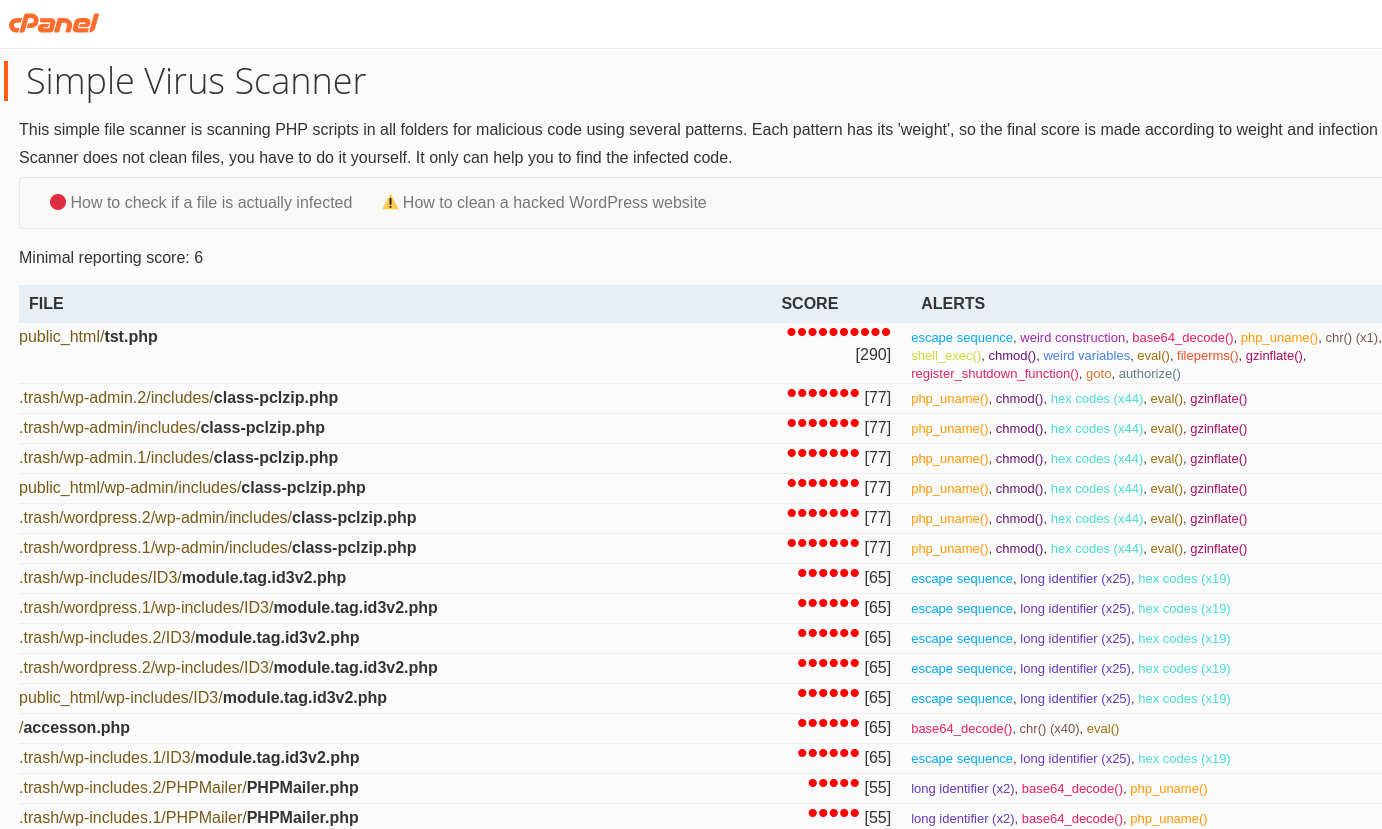 cPanel
Simple Virus Scanner
This simple file scanner is scanning PHP scripts in all folders for malicious code using several patterns. Each pattern has its 'weight', so the final score is made according to weight and infection
Scanner does not clean files, you have to do it yourself. It only can help you to find the infected code.
How to check if a file is actually infected How to clean a hacked WordPress website
Minimal reporting score: 6
FILE SCORE ALERTS
public_html/tst.php [290] escape sequence, weird construction, base64_decode(), php_uname(), chr() (x1),
shell_exec(), chmod(), weird variables, eval(), fileperms(), gzinflate(),
register_shutdown_function(), goto, authorize()
.trash/wp-admin.2/includes/class-pclzip.php [77] php_uname(), chmod(), hex codes (x44), eval(), gzinflate()
.trash/wp-admin/includes/class-pclzip.php [77] php_uname(), chmod(), hex codes (x44), eval(), gzinflate()
.trash/wp-admin.1/includes/class-pclzip.php [77] php_uname(), chmod(), hex codes (x44), eval(), gzinflate()
public_html/wp-admin/includes/class-pclzip.php [77] php_uname(), chmod(), hex codes (x44), eval(), gzinflate()
.trash/wordpress.2/wp-admin/includes/class-pclzip.php [77] php_uname(), chmod(), hex codes (x44), eval(), gzinflate()
.trash/wordpress.1/wp-admin/includes/class-pclzip.php [77] php_uname(), chmod(), hex codes (x44), eval(), gzinflate()
.trash/wp-includes/ID3/module.tag.id3v2.php [65] escape sequence, long identifier (x25), hex codes (x19)
.trash/wordpress.1/wp-includes/ID3/module.tag.id3v2.php [65] escape sequence, long identifier (x25), hex codes (x19)
.trash/wp-includes.2/ID3/module.tag.id3v2.php [65] escape sequence, long identifier (x25), hex codes (x19)
.trash/wordpress.2/wp-includes/ID3/module.tag.id3v2.php [65] escape sequence, long identifier (x25), hex codes (x19)
public_html/wp-includes/ID3/module.tag.id3v2.php [65] escape sequence, long identifier (x25), hex codes (x19)
/accesson.php [65] base64_decode(), chr() (x40), eval()
.trash/wp-includes.1/ID3/module.tag.id3v2.php [65] escape sequence, long identifier (x25), hex codes (x19)
.trash/wp-includes.2/PHPMailer/PHPMailer.php [55] long identifier (x2), base64_decode(), php_uname()
.trash/wp-includes.1/PHPMailer/PHPMailer.php [55] long identifier (x2), base64_decode(), php_uname()